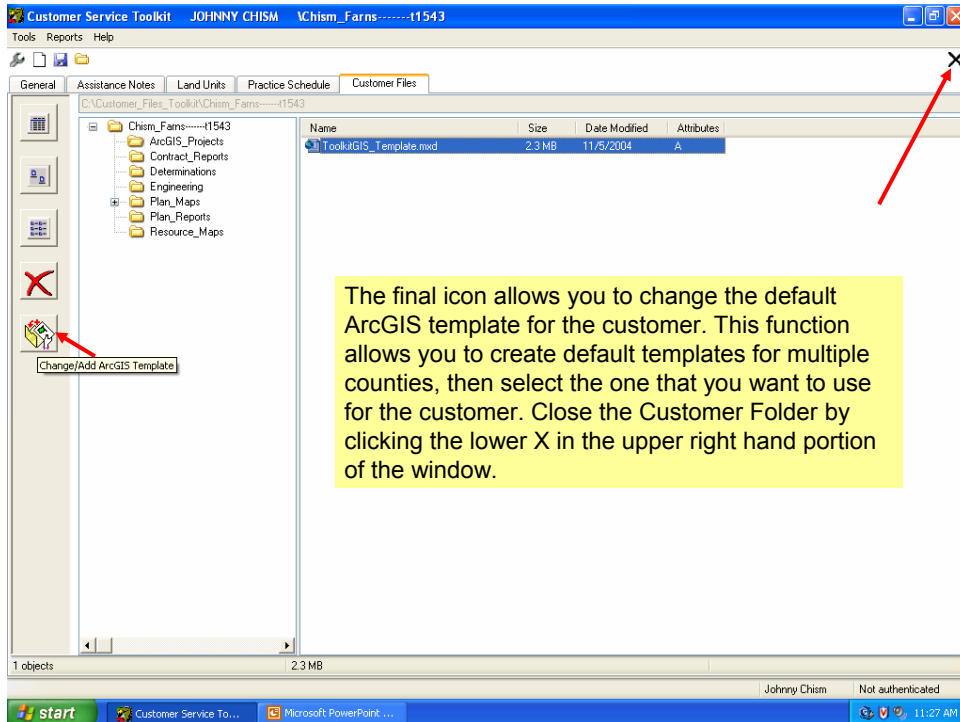 Customer Service Toolkit JOHNNY CHISM \Chism_Farns-------t1543
Tools Reports Help
General Assistance Notes Land Units Practice Schedule Customer Files
C:\Customer_Files_Toolkit\Chism_Farns-------t1543
Chism_Farns-------t1543
ArcGIS_Projects
Contract_Reports
Determinations
Engineering
Plan_Maps
Plan_Reports
Resource_Maps
Name Size Date Modified Attributes
ToolkitGIS_Template.mxd 2.3 MB 11/5/2004 A
Change/Add ArcGIS Template
The final icon allows you to change the default
ArcGIS template for the customer. This function
allows you to create default templates for multiple
counties, then select the one that you want to use
for the customer. Close the Customer Folder by
clicking the lower X in the upper right hand portion
of the window.
1 objects 2.3 MB
Johnny Chism Not authenticated
start Customer Service To... Microsoft PowerPoint ... 11:27 AM